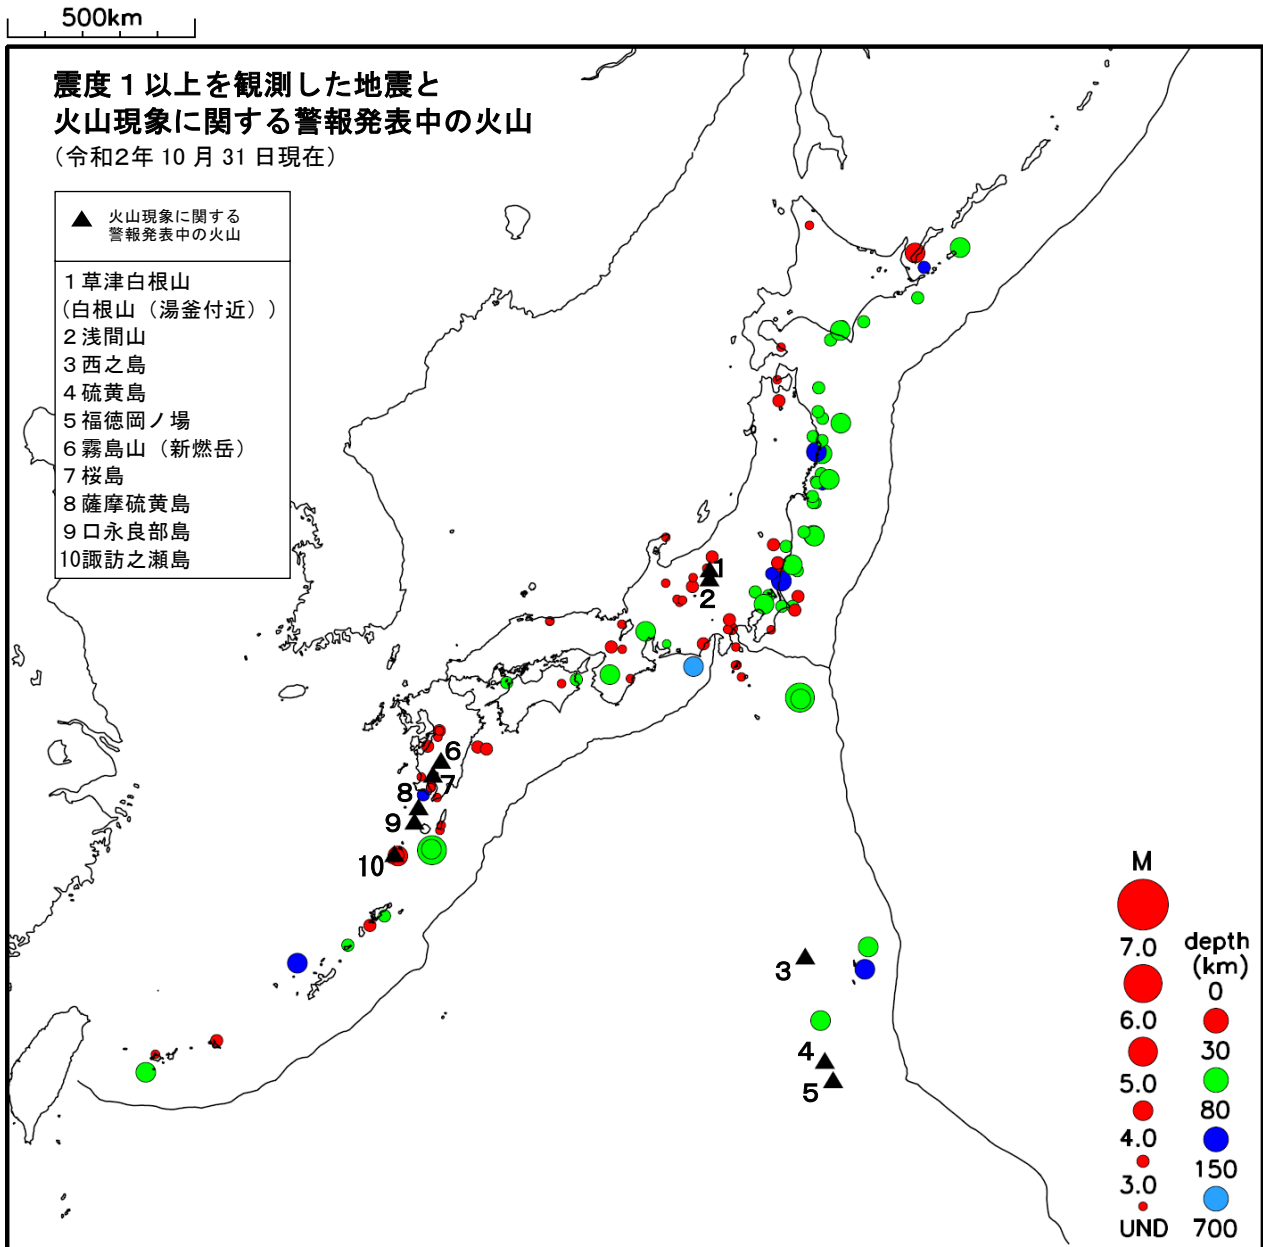 500km
震度１以上を観測した地震と
火山現象に関する警報発表中の火山
（令和2年 10 月 31 日現在）
火山現象に関する
警報発表中の火山
１草津白根山
(白根山（湯釜付近）)
２浅間山
３西之島
４硫黄島
５福徳岡ノ場
６霧島山（新燃岳）
７桜島
８薩摩硫黄島
９口永良部島
10諏訪之瀬島
1
2
6
7
8
9
10
3
4
5
M
7.0
6.0
5.0
4.0
3.0
UND
depth
(km)
0
30
80
150
700